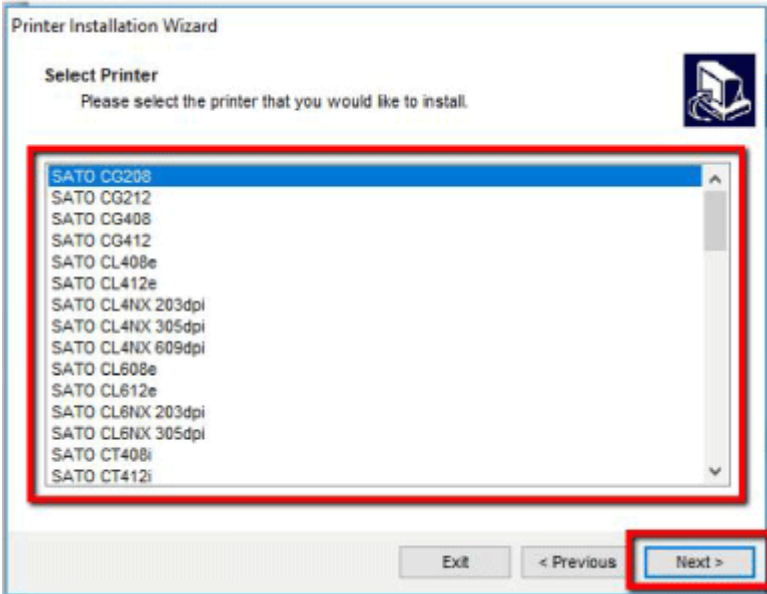 Printer Installation Wizard
Select Printer
Please select the printer that you would like to install.
SATO CG208
SATO CG212
SATO CG408
SATO CG412
SATO CL408e
SATO CL412e
SATO CL4NX 203dpi
SATO CL4NX 305dpi
SATO CL4NX 609dpi
SATO CL608e
SATO CL612e
SATO CL6NX 203dpi
SATO CL6NX 305dpi
SATO CT408i
SATO CT412i
Exit < Previous Next >